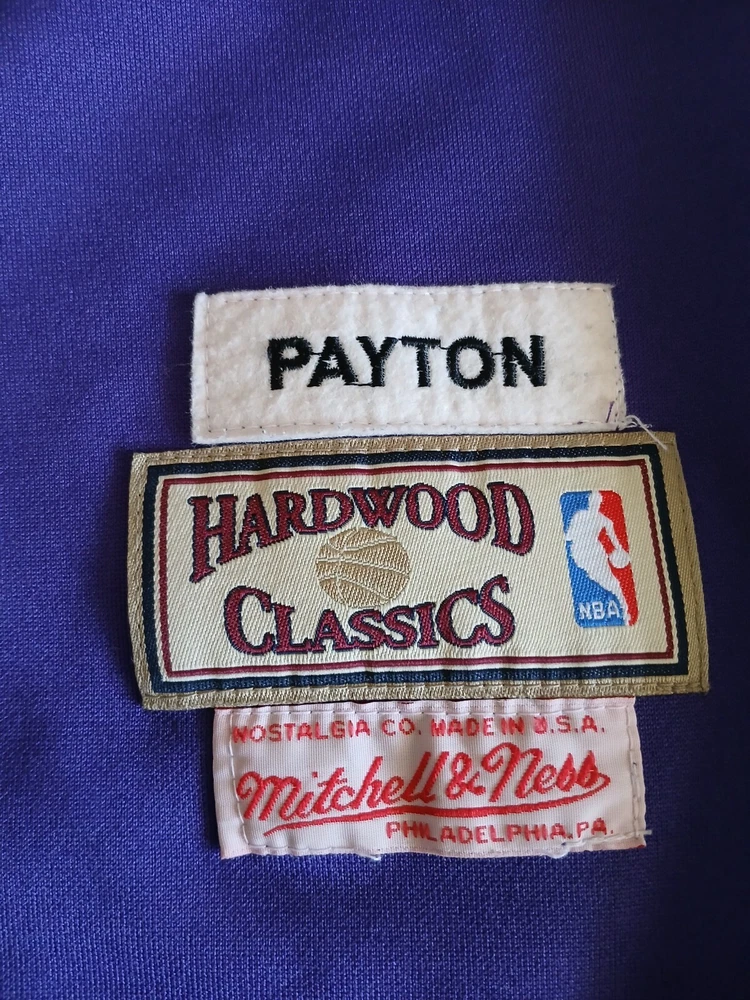 PAYTON
HARDWOOD
CLASSICS
NBA
NOSTALGIA CO. MADE IN U.S.A.
Mitchell & Ness
PHILADELPHIA, PA.